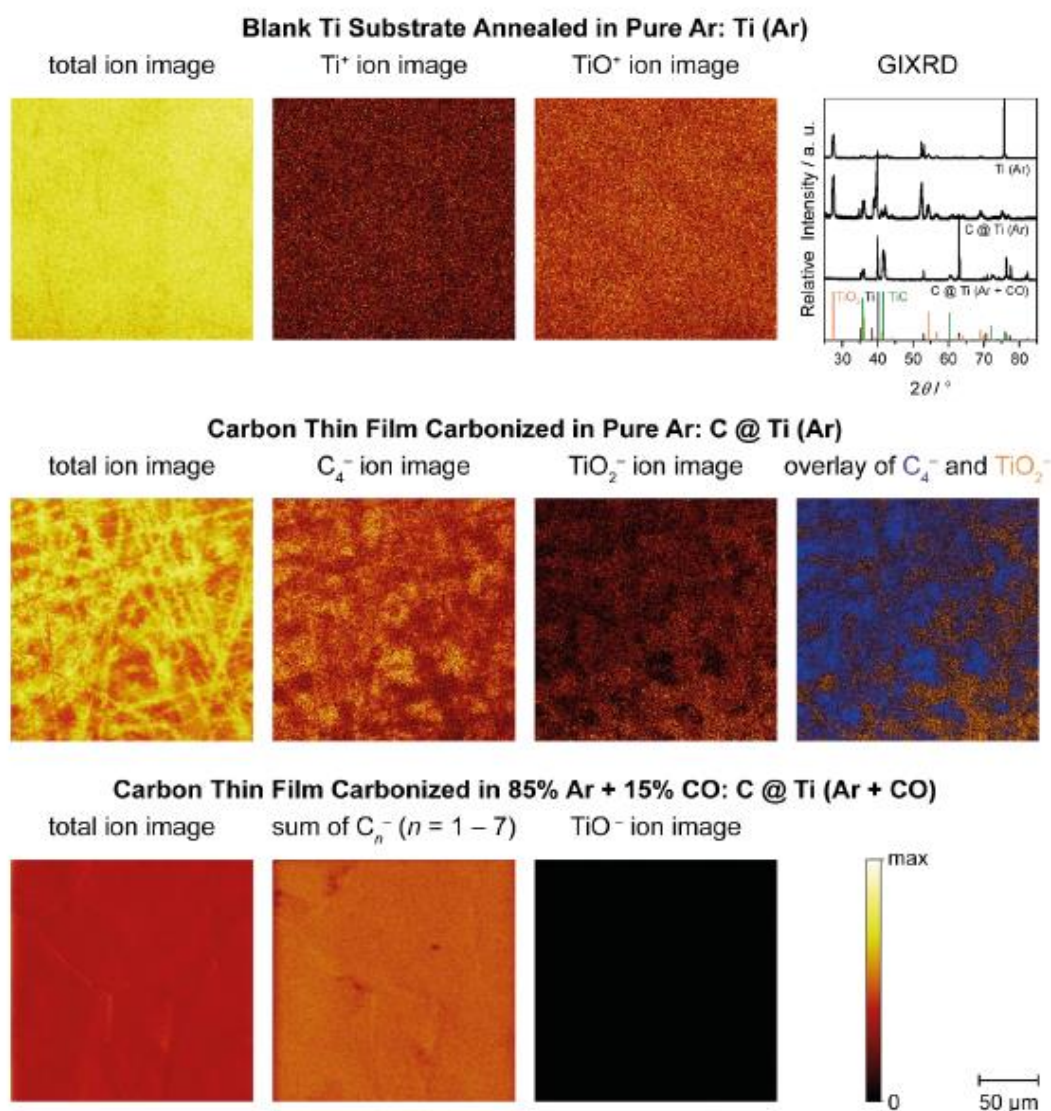 Blank Ti Substrate Annealed in Pure Ar: Ti (Ar)
total ion image Ti⁺ ion image TiO⁺ ion image GIXRD
Relative Intensity / a. u.
Ti (Ar)
C @ Ti (Ar)
C @ Ti (Ar + CO)
TiO₂ Ti TiC
30 40 50 60 70 80
2θ / °
Carbon Thin Film Carbonized in Pure Ar: C @ Ti (Ar)
total ion image C₄⁻ ion image TiO₂⁻ ion image overlay of C₄⁻ and TiO₂⁻
Carbon Thin Film Carbonized in 85% Ar + 15% CO: C @ Ti (Ar + CO)
total ion image sum of Cₙ⁻ (n = 1 – 7) TiO⁻ ion image
max
0
50 µm